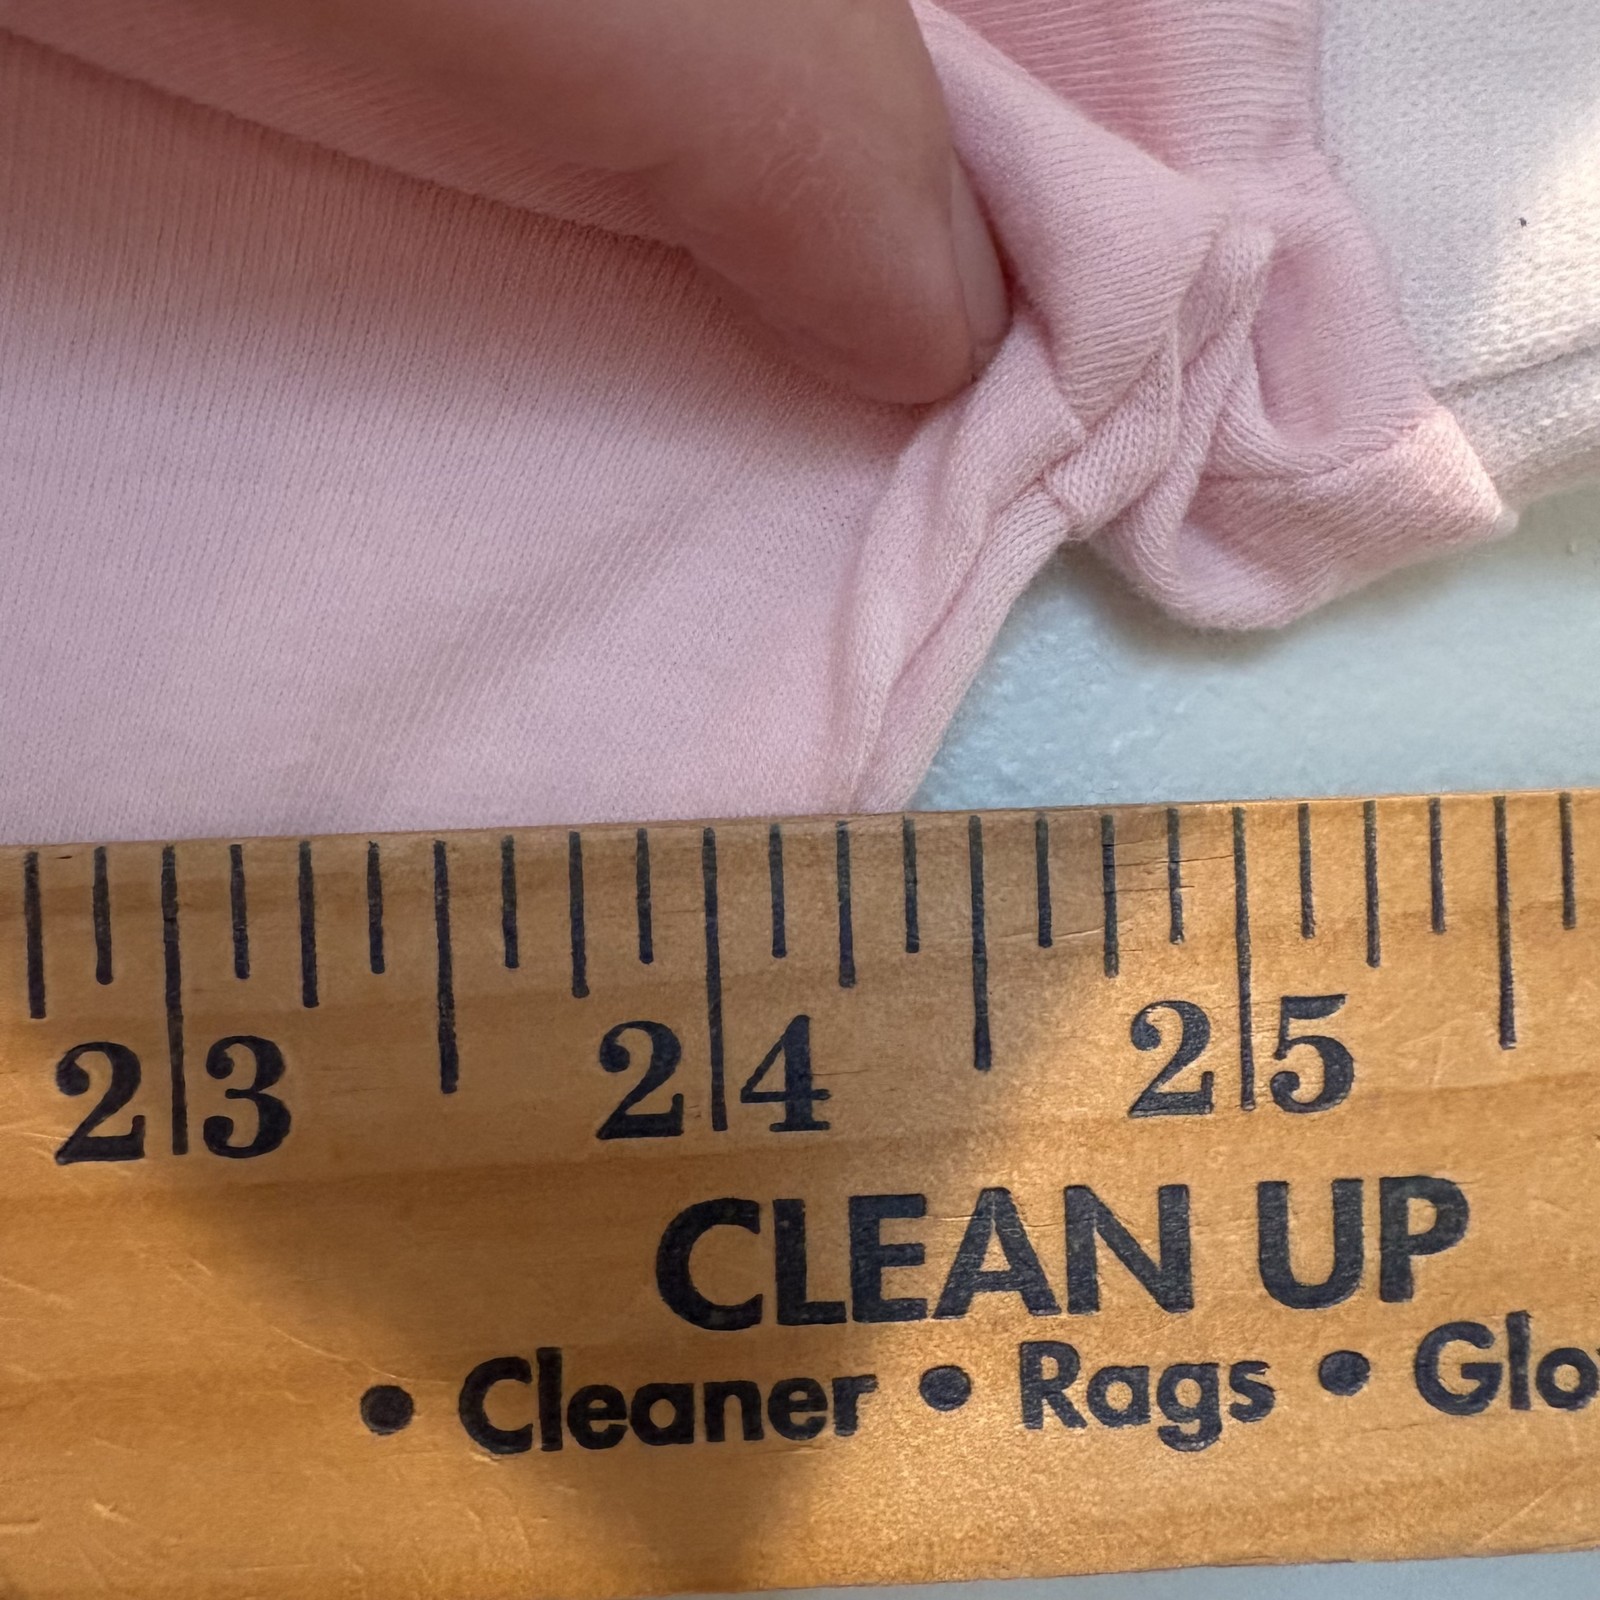 23 24 25
CLEAN UP
• Cleaner • Rags •